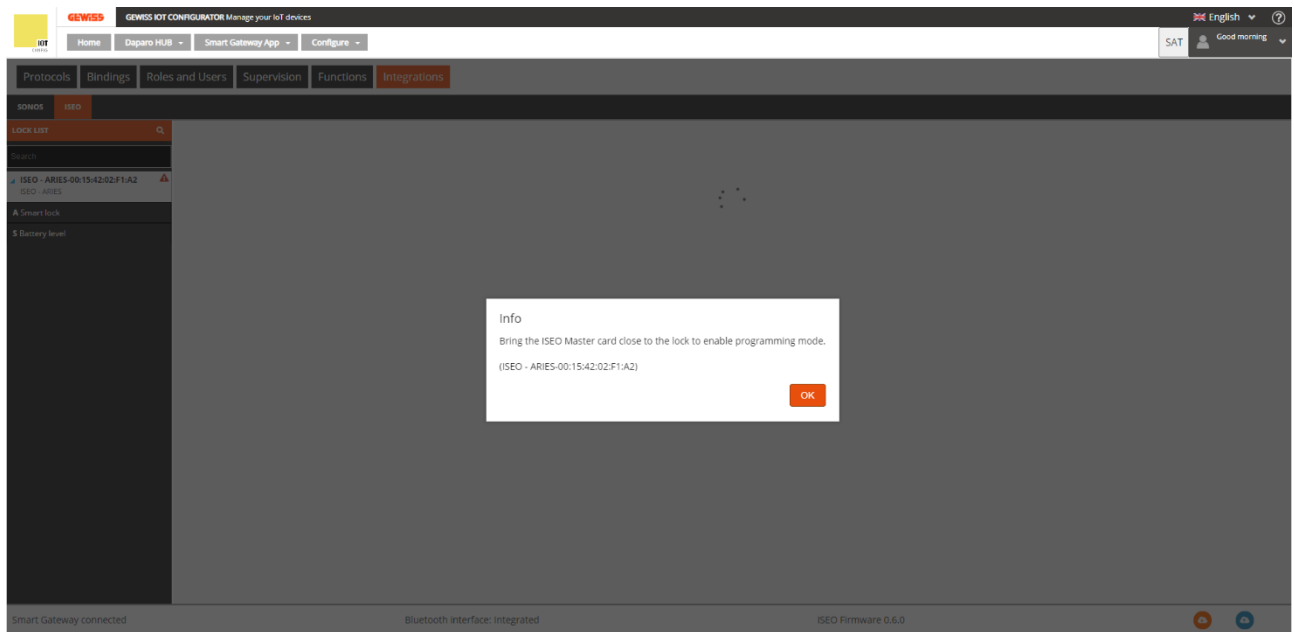 GEWISS
GEWISS IOT CONFIGURATOR Manage your IoT devices
English
?
IOT
CONFIG
Home
Daparo HUB
Smart Gateway App
Configure
SAT
Good morning
Protocols
Bindings
Roles and Users
Supervision
Functions
Integrations
SONOS
ISEO
LOCK LIST
Search
ISEO - ARIES-00:15:42:02:F1:A2
ISEO - ARIES
A Smart lock
S Battery level
Info
Bring the ISEO Master card close to the lock to enable programming mode.
(ISEO - ARIES-00:15:42:02:F1:A2)
OK
Smart Gateway connected
Bluetooth interface: Integrated
ISEO Firmware 0.6.0